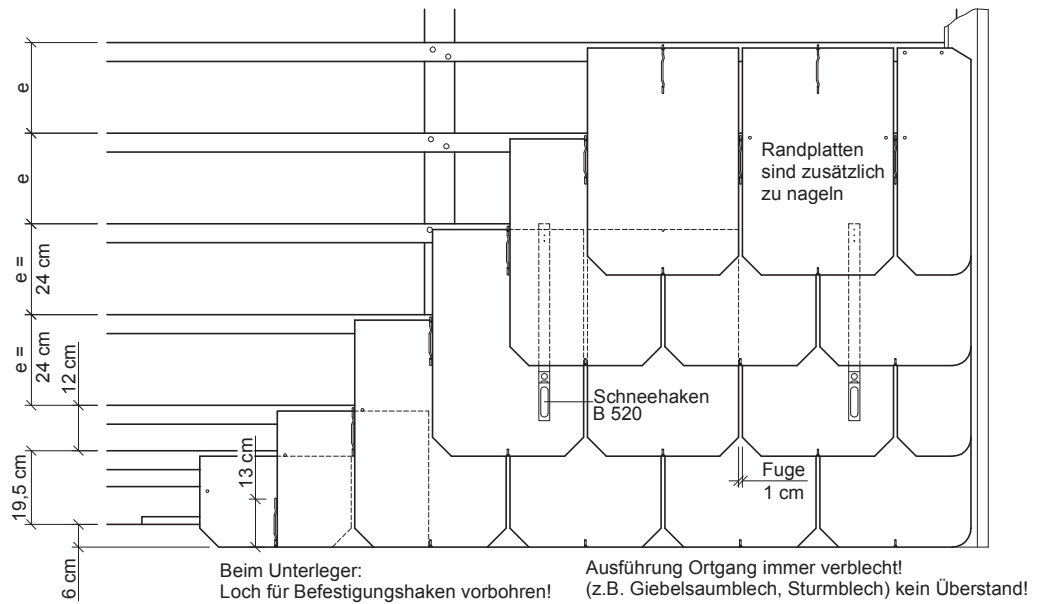 e
e
e =
24 cm
e =
24 cm
12 cm
19,5 cm
13 cm
6 cm
Randplatten
sind zusätzlich
zu nageln
Schneehaken
B 520
Fuge
1 cm
Beim Unterleger:
Loch für Befestigungshaken vorbohren!
Ausführung Ortgang immer verblecht!
(z.B. Giebelsaumblech, Sturmblech) kein Überstand!